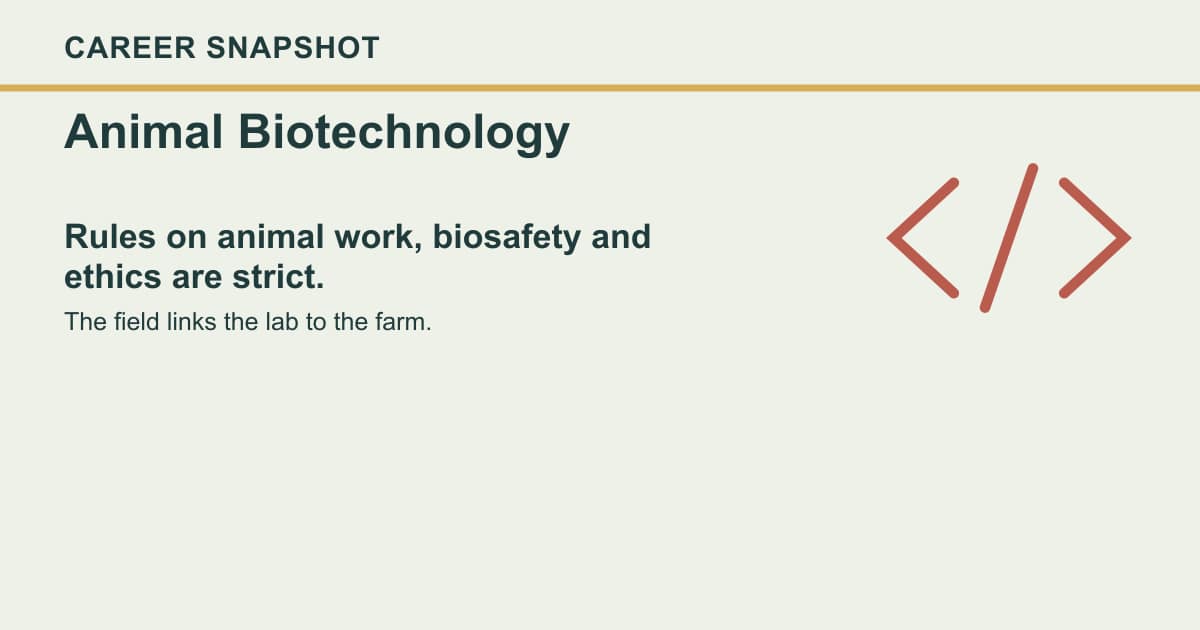 CAREER SNAPSHOT
Animal Biotechnology
Rules on animal work, biosafety and
ethics are strict.
The field links the lab to the farm.